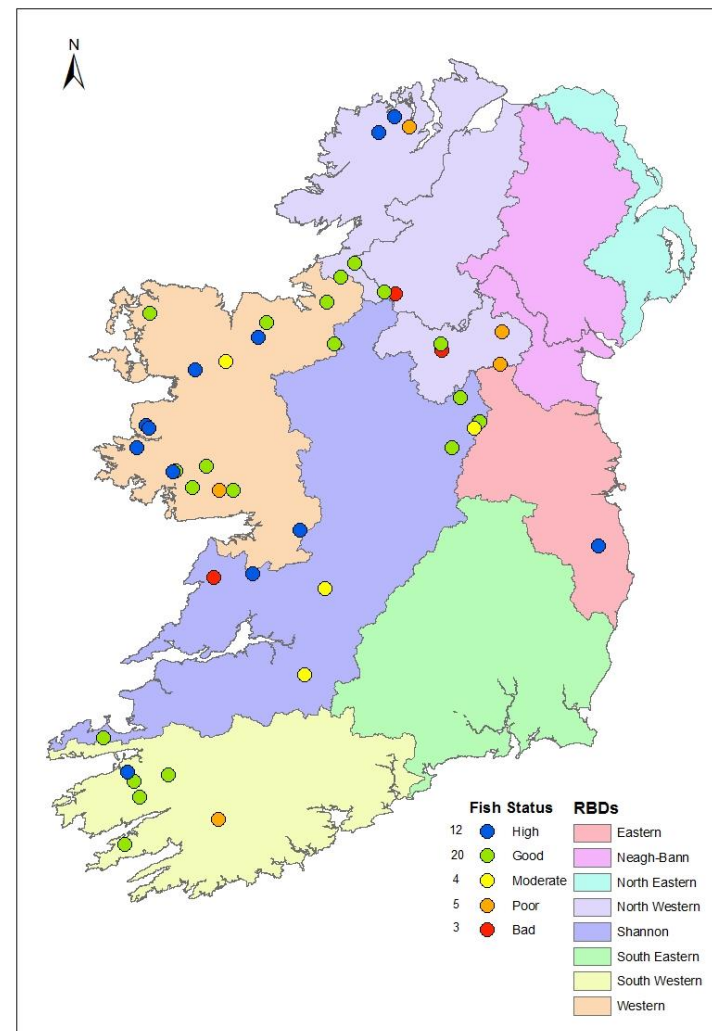 N
Fish Status RBDs
12 High Eastern
20 Good Neagh-Bann
4 Moderate North Eastern
5 Poor North Western
3 Bad Shannon
South Eastern
South Western
Western